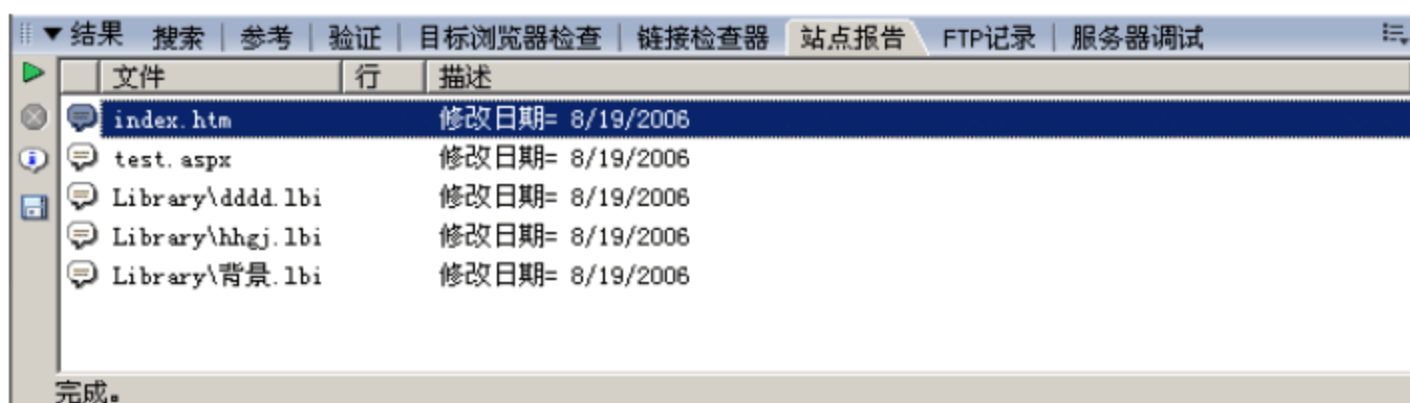 结果 搜索 | 参考 | 验证 | 目标浏览器检查 | 链接检查器 站点报告 FTP记录 | 服务器调试
文件 行 描述
index.htm 修改日期= 8/19/2006
test.aspx 修改日期= 8/19/2006
Library\dddd.lbi 修改日期= 8/19/2006
Library\hhgj.lbi 修改日期= 8/19/2006
Library\背景.lbi 修改日期= 8/19/2006
完成。